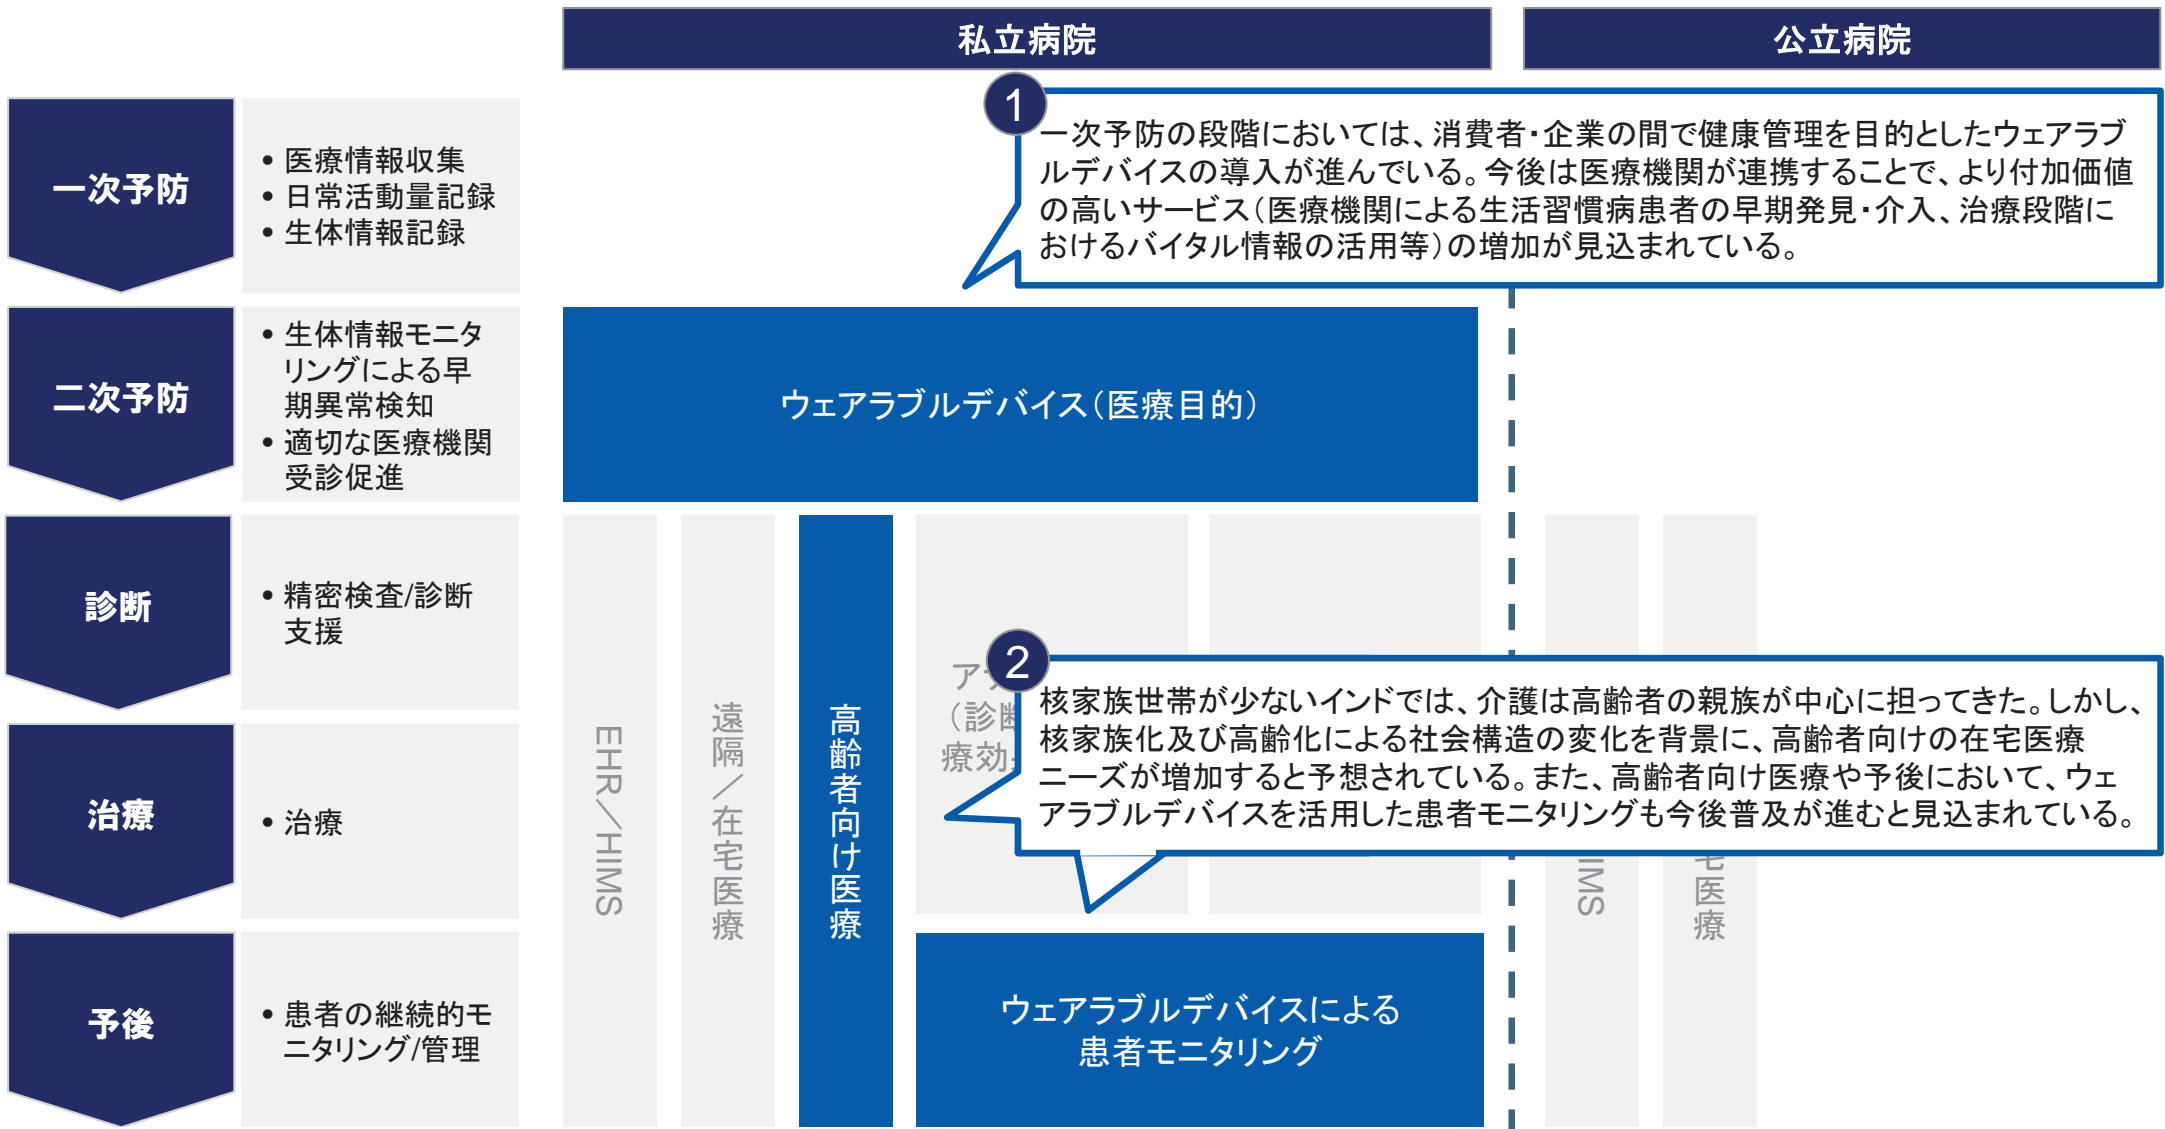 私立病院
公立病院
一次予防
• 医療情報収集
• 日常活動量記録
• 生体情報記録
1
一次予防の段階においては、消費者・企業の間で健康管理を目的としたウェアラブ
ルデバイスの導入が進んでいる。今後は医療機関が連携することで、より付加価値
の高いサービス（医療機関による生活習慣病患者の早期発見・介入、治療段階に
おけるバイタル情報の活用等）の増加が見込まれている。
二次予防
• 生体情報モニタ
リングによる早
期異常検知
• 適切な医療機関
受診促進
ウェアラブルデバイス（医療目的）
診断
• 精密検査/診断
支援
治療
• 治療
予後
• 患者の継続的モ
ニタリング/管理
EHR／HIMS
遠隔／在宅医療
高齢者向け医療
ア
（診断
療効
2
核家族世帯が少ないインドでは、介護は高齢者の親族が中心に担ってきた。しかし、
核家族化及び高齢化による社会構造の変化を背景に、高齢者向けの在宅医療
ニーズが増加すると予想されている。また、高齢者向け医療や予後において、ウェ
アラブルデバイスを活用した患者モニタリングも今後普及が進むと見込まれている。
ウェアラブルデバイスによる
患者モニタリング
IMS
宅医療